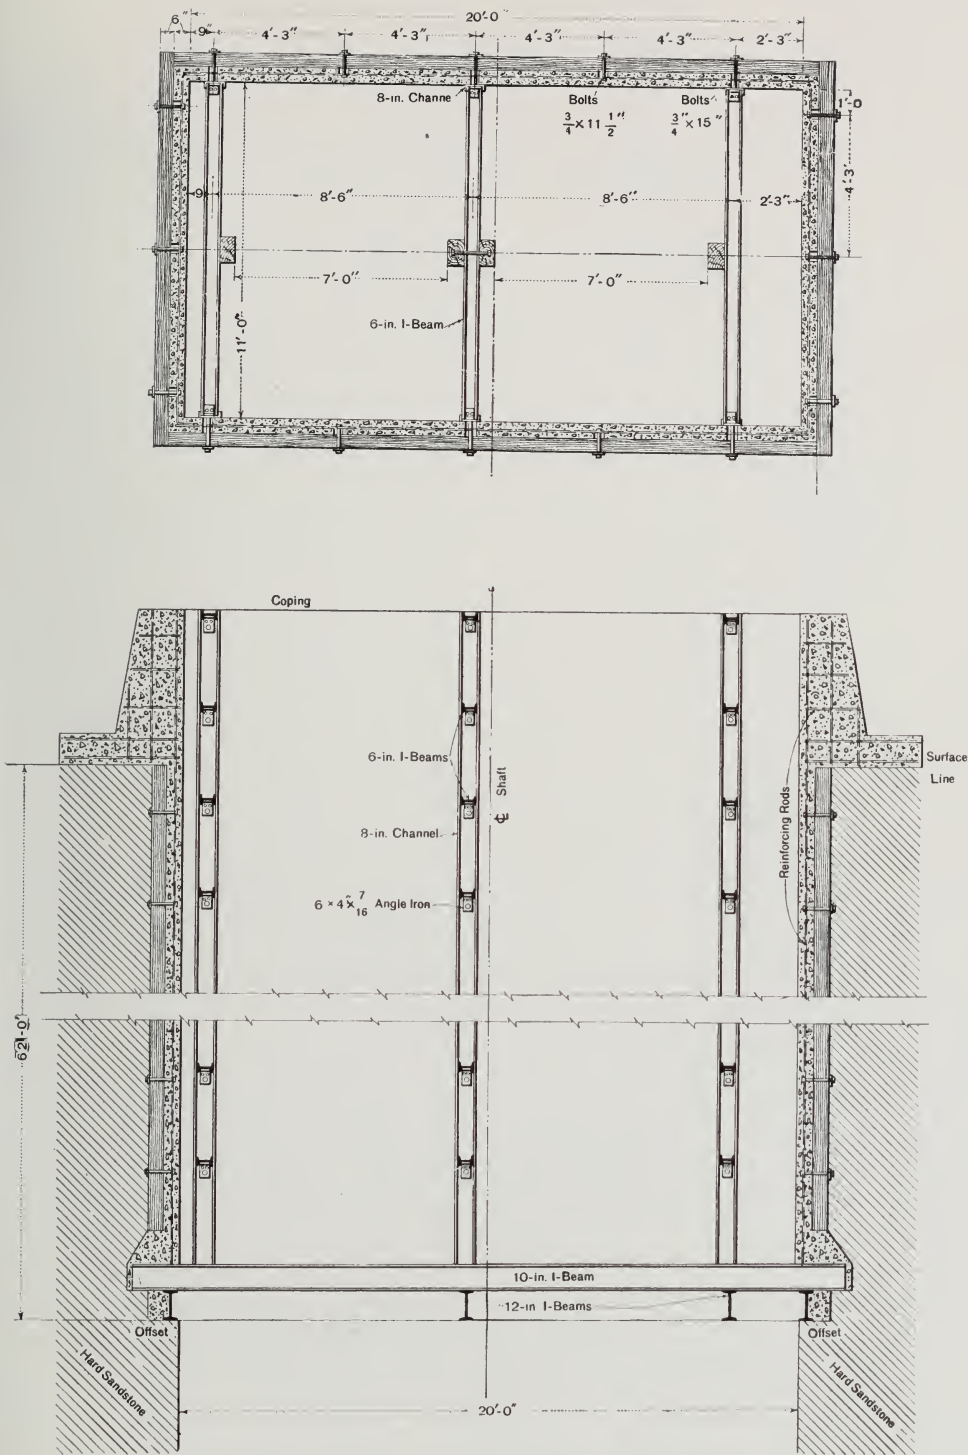 20'-0"
6"
9"
4'-3"
4'-3"
4'-3"
4'-3"
2'-3"
8-in. Channe
Bolts
3/4 × 11 1/2"
Bolts
3/4" × 15"
1'-0
4'-3'
9
8'-6"
8'-6"
2'-3"
7'-0"
7'-0"
6-in. I-Beam
11'-0"
Coping
6-in. I-Beams
8-in. Channel
6 × 4 × 7/16 Angle Iron
℄ Shaft
Reinforcing Rods
Surface
Line
62'-0"
10-in. I-Beam
12-in I-Beams
Offset
Offset
Hard Sandstone
Hard Sandstone
20'-0"